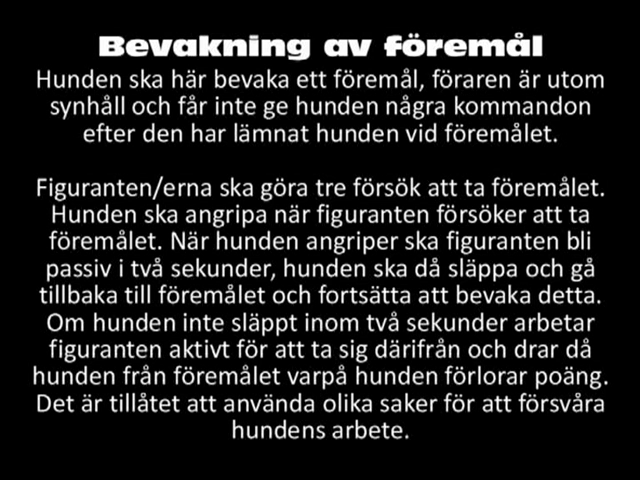 Bevakning av föremål
Hunden ska här bevaka ett föremål, föraren är utom
synhåll och får inte ge hunden några kommandon
efter den har lämnat hunden vid föremålet.
Figuranten/erna ska göra tre försök att ta föremålet.
Hunden ska angripa när figuranten försöker att ta
föremålet. När hunden angriper ska figuranten bli
passiv i två sekunder, hunden ska då släppa och gå
tillbaka till föremålet och fortsätta att bevaka detta.
Om hunden inte släppt inom två sekunder arbetar
figuranten aktivt för att ta sig därifrån och drar då
hunden från föremålet varpå hunden förlorar poäng.
Det är tillåtet att använda olika saker för att försvåra
hundens arbete.